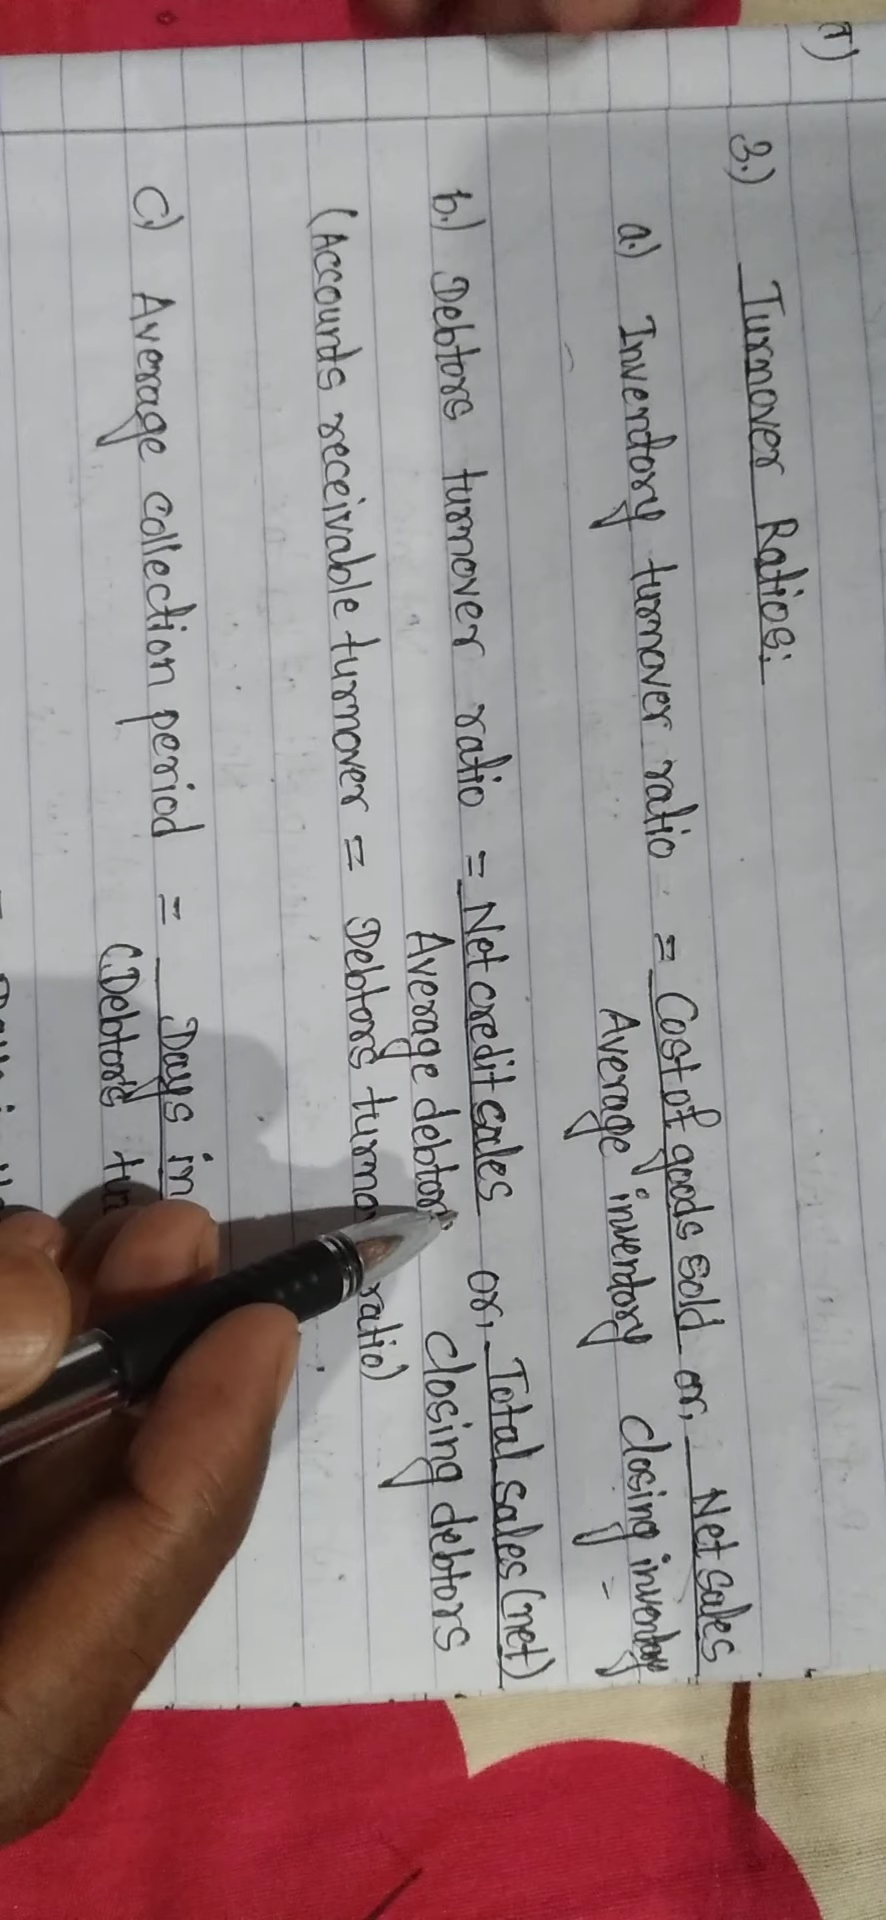 3.) Turnover Ratios:
a.) Inventory turnover ratio = Cost of goods sold or, Net sales
Average inventory closing inventory
b.) Debtors turnover ratio = Net credit sales or, Total sales (net)
Average debtors closing debtors
(Accounts receivable turnover = Debtors ratio)
c.) Average collection period = Days in
(Debtors